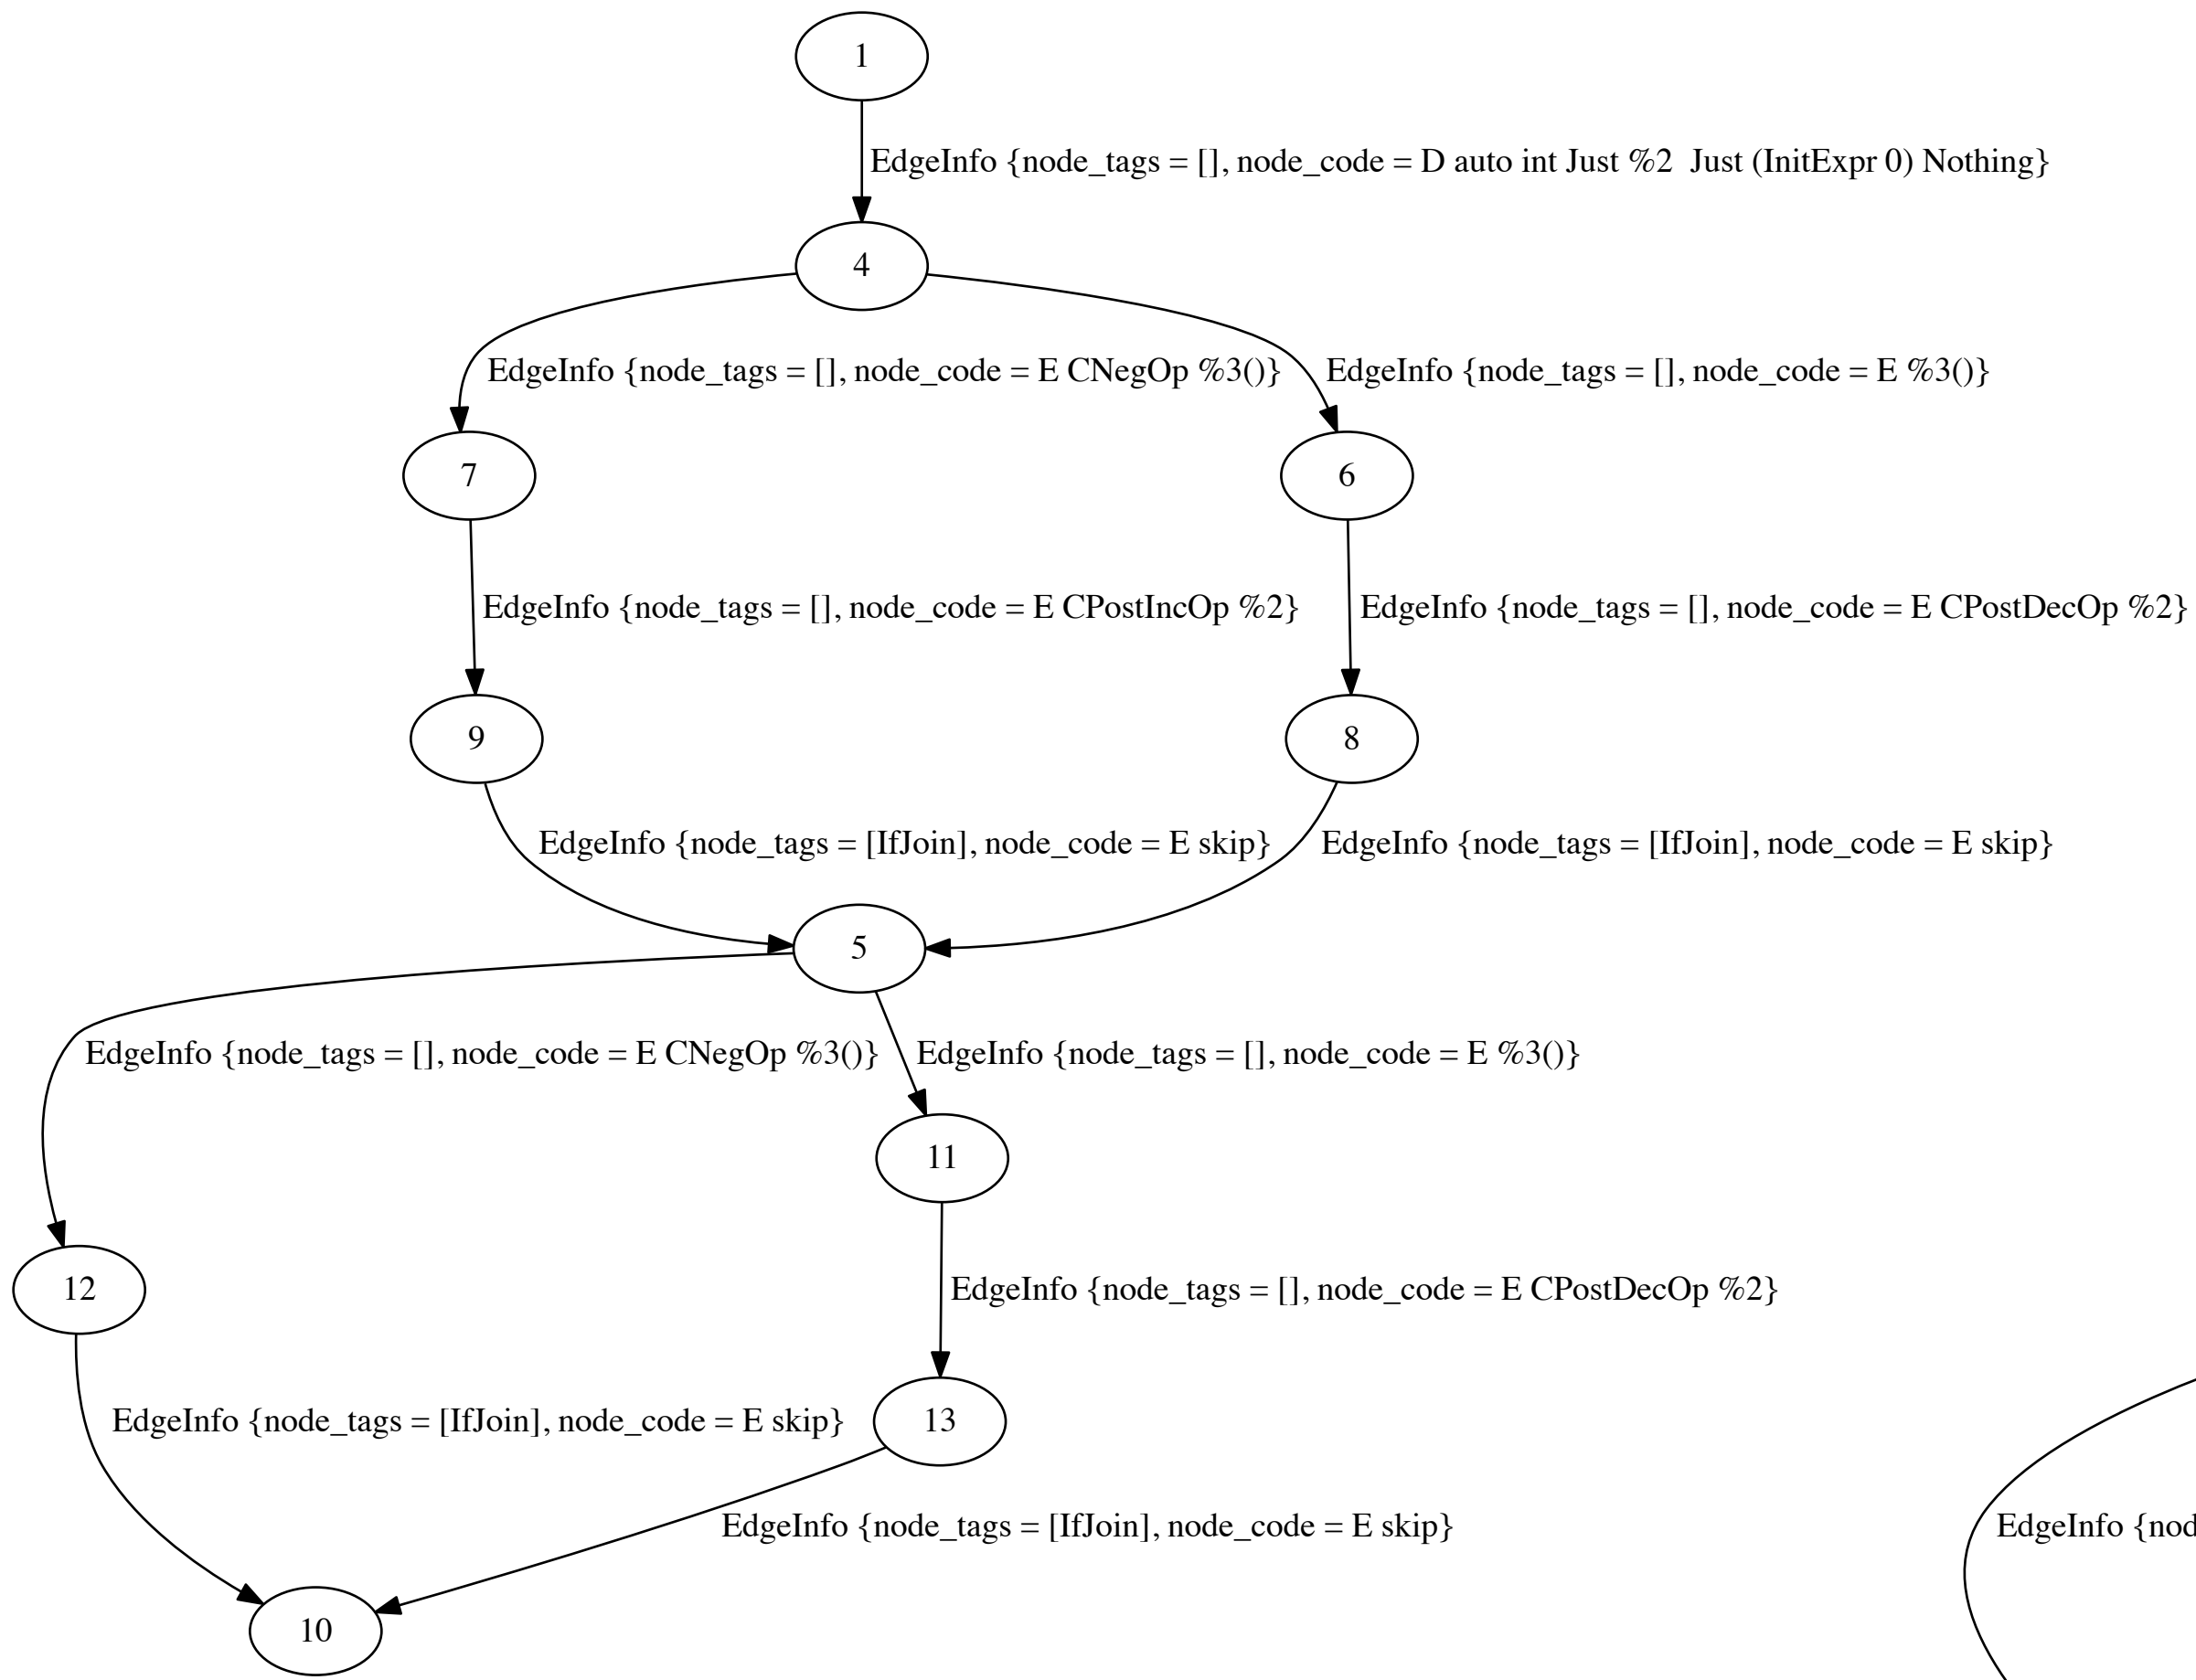 1
EdgeInfo {node_tags = [], node_code = D auto int Just %2  Just (InitExpr 0) Nothing}
4
EdgeInfo {node_tags = [], node_code = E CNegOp %3()}
EdgeInfo {node_tags = [], node_code = E %3()}
7
6
EdgeInfo {node_tags = [], node_code = E CPostIncOp %2}
EdgeInfo {node_tags = [], node_code = E CPostDecOp %2}
9
8
EdgeInfo {node_tags = [IfJoin], node_code = E skip}
EdgeInfo {node_tags = [IfJoin], node_code = E skip}
5
EdgeInfo {node_tags = [], node_code = E CNegOp %3()}
EdgeInfo {node_tags = [], node_code = E %3()}
11
12
EdgeInfo {node_tags = [], node_code = E CPostDecOp %2}
EdgeInfo {node_tags = [IfJoin], node_code = E skip}
13
EdgeInfo {node_tags = [IfJoin], node_code = E skip}
EdgeInfo {nod
10